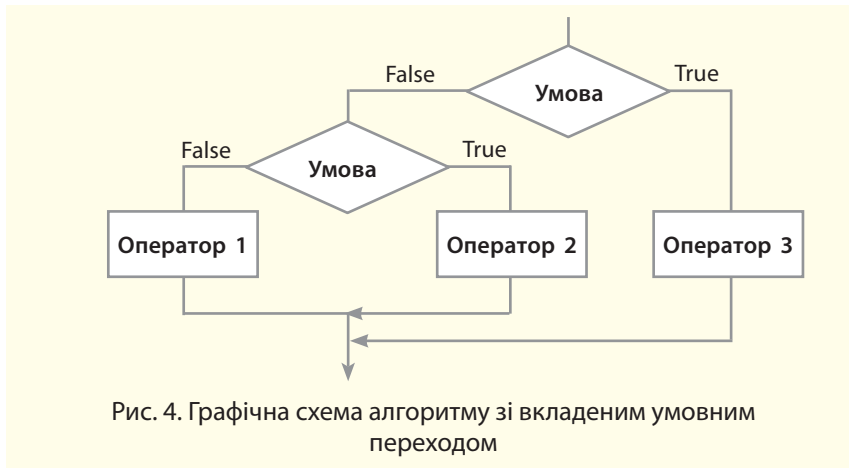 False
True
Умова
False
True
Умова
Оператор 1
Оператор 2
Оператор 3
Рис. 4. Графічна схема алгоритму зі вкладеним умовним
переходом